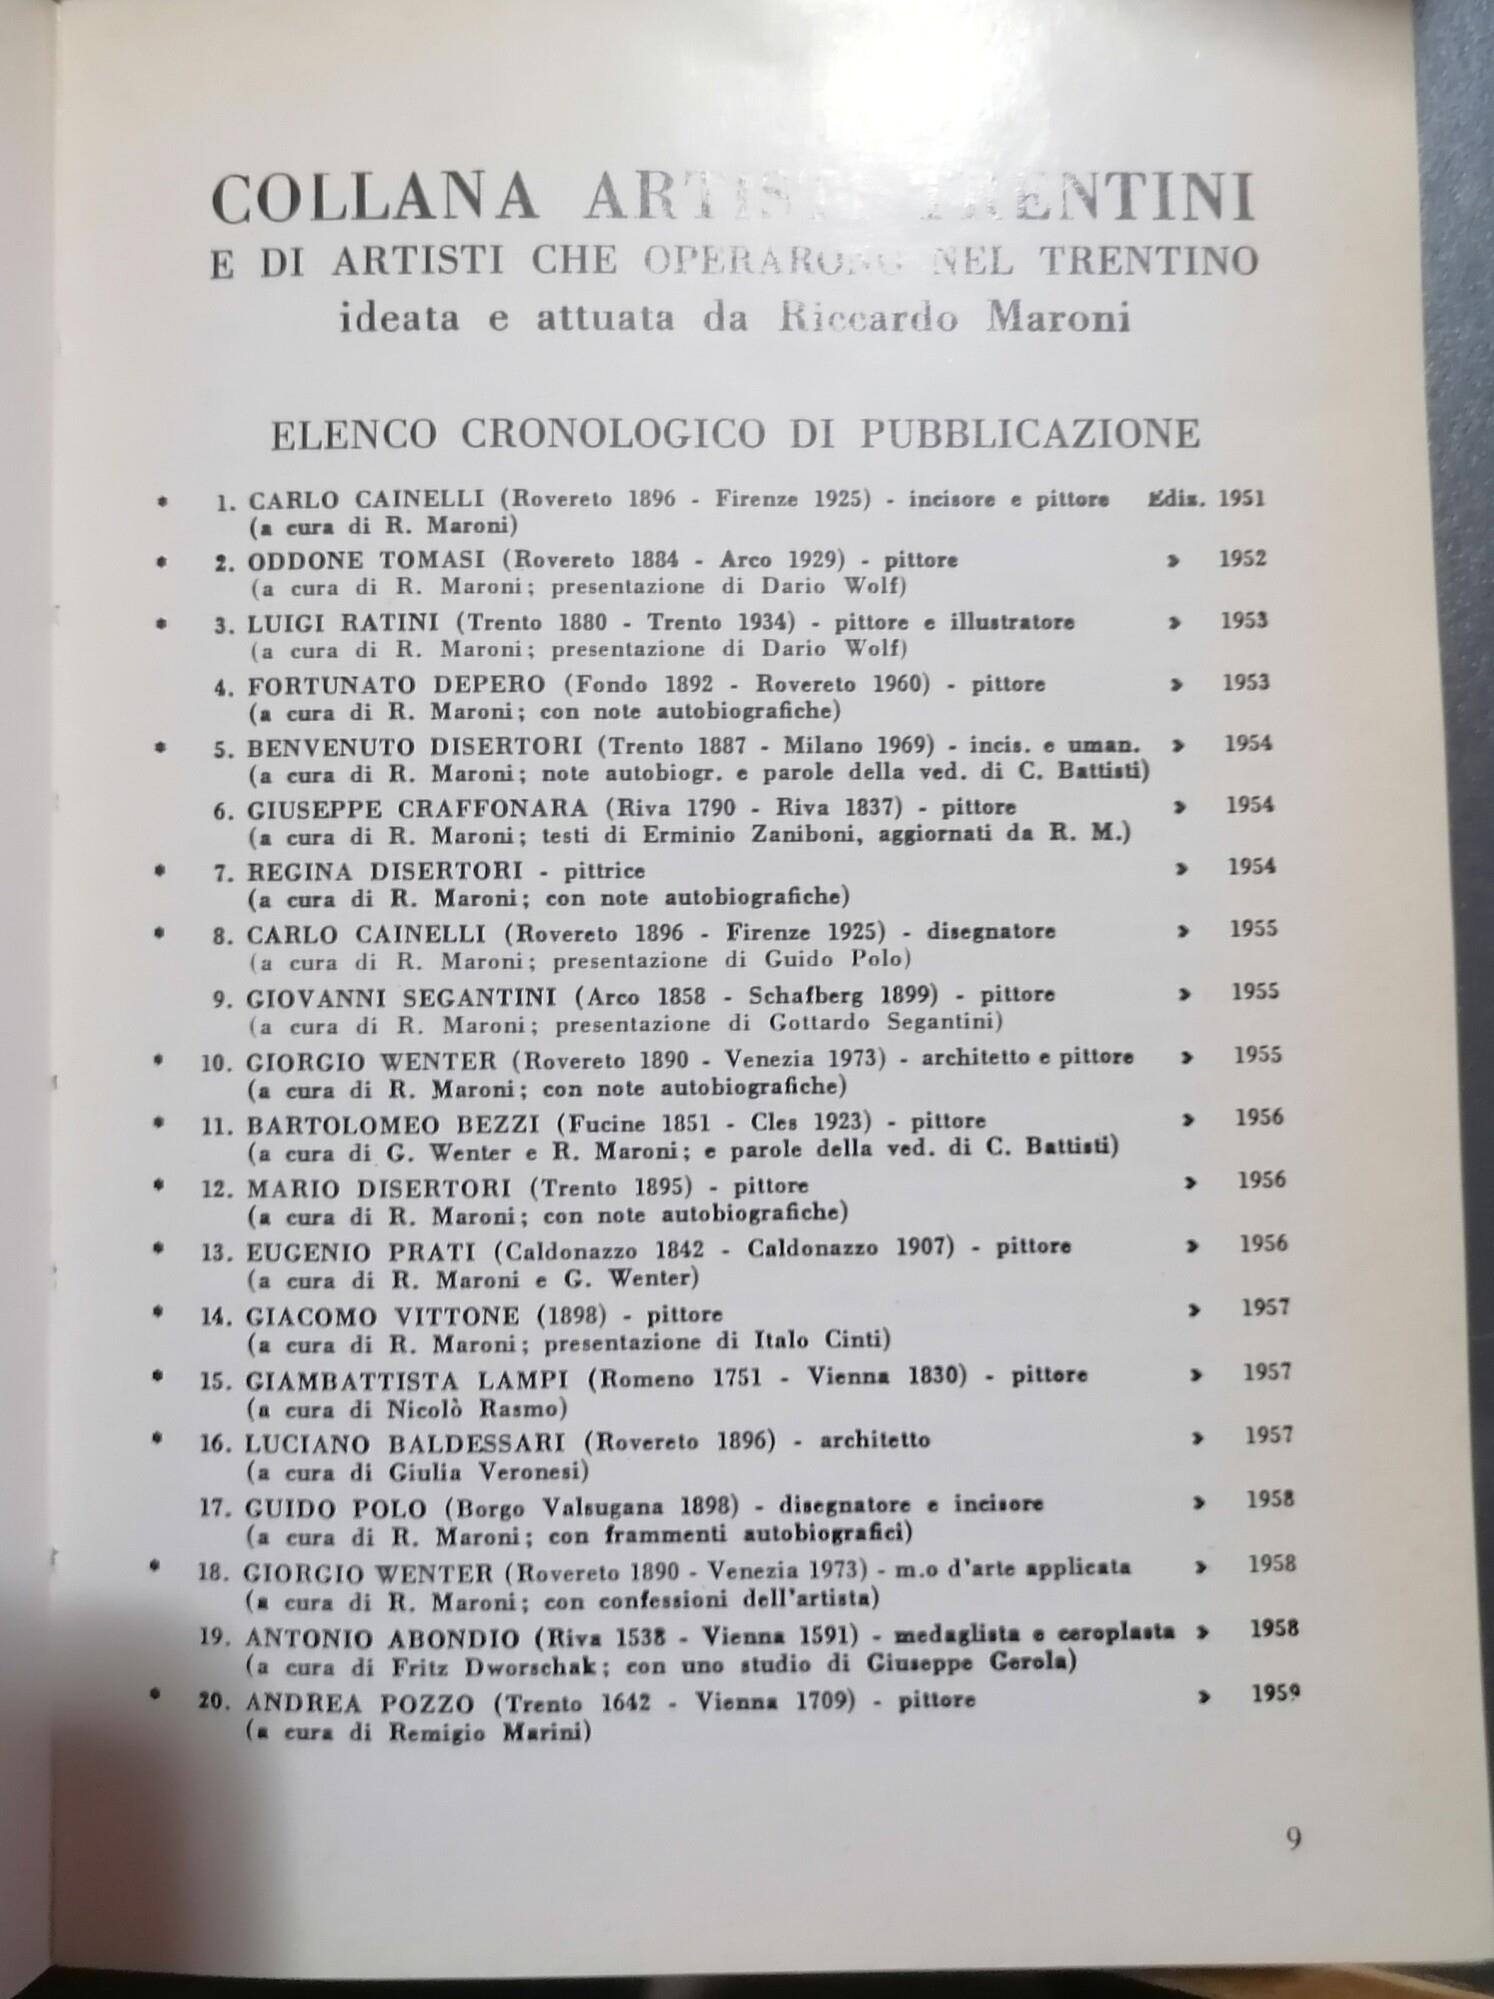 COLLANA ARTISTI TRENTINI
E DI ARTISTI CHE OPERARONO NEL TRENTINO
ideata e attuata da Riccardo Maroni
ELENCO CRONOLOGICO DI PUBBLICAZIONE
* 1. CARLO CAINELLI (Rovereto 1896 - Firenze 1925) - incisore e pittore Ediz. 1951
(a cura di R. Maroni)
* 2. ODDONE TOMASI (Rovereto 1884 - Arco 1929) - pittore » 1952
(a cura di R. Maroni; presentazione di Dario Wolf)
* 3. LUIGI RATINI (Trento 1880 - Trento 1934) - pittore e illustratore » 1953
(a cura di R. Maroni; presentazione di Dario Wolf)
4. FORTUNATO DEPERO (Fondo 1892 - Rovereto 1960) - pittore » 1953
(a cura di R. Maroni; con note autobiografiche)
* 5. BENVENUTO DISERTORI (Trento 1887 - Milano 1969) - incis. e uman. » 1954
(a cura di R. Maroni; note autobiogr. e parole della ved. di C. Battisti)
6. GIUSEPPE CRAFFONARA (Riva 1790 - Riva 1837) - pittore » 1954
(a cura di R. Maroni; testi di Erminio Zaniboni, aggiornati da R. M.)
* 7. REGINA DISERTORI - pittrice » 1954
(a cura di R. Maroni; con note autobiografiche)
* 8. CARLO CAINELLI (Rovereto 1896 - Firenze 1925) - disegnatore » 1955
(a cura di R. Maroni; presentazione di Guido Polo)
9. GIOVANNI SEGANTINI (Arco 1858 - Schafberg 1899) - pittore » 1955
(a cura di R. Maroni; presentazione di Gottardo Segantini)
* 10. GIORGIO WENTER (Rovereto 1890 - Venezia 1973) - architetto e pittore » 1955
(a cura di R. Maroni; con note autobiografiche)
* 11. BARTOLOMEO BEZZI (Fucine 1851 - Cles 1923) - pittore » 1956
(a cura di G. Wenter e R. Maroni; e parole della ved. di C. Battisti)
* 12. MARIO DISERTORI (Trento 1895) - pittore » 1956
(a cura di R. Maroni; con note autobiografiche)
* 13. EUGENIO PRATI (Caldonazzo 1842 - Caldonazzo 1907) - pittore » 1956
(a cura di R. Maroni e G. Wenter)
* 14. GIACOMO VITTONE (1898) - pittore » 1957
(a cura di R. Maroni; presentazione di Italo Cinti)
* 15. GIAMBATTISTA LAMPI (Romeno 1751 - Vienna 1830) - pittore » 1957
(a cura di Nicolò Rasmo)
* 16. LUCIANO BALDESSARI (Rovereto 1896) - architetto » 1957
(a cura di Giulia Veronesi)
17. GUIDO POLO (Borgo Valsugana 1898) - disegnatore e incisore » 1958
(a cura di R. Maroni; con frammenti autobiografici)
* 18. GIORGIO WENTER (Rovereto 1890 - Venezia 1973) - m.o d'arte applicata » 1958
(a cura di R. Maroni; con confessioni dell'artista)
19. ANTONIO ABONDIO (Riva 1538 - Vienna 1591) - medaglista e ceroplasta » 1958
(a cura di Fritz Dworschak; con uno studio di Giuseppe Gerola)
* 20. ANDREA POZZO (Trento 1642 - Vienna 1709) - pittore » 1959
(a cura di Remigio Marini)
9